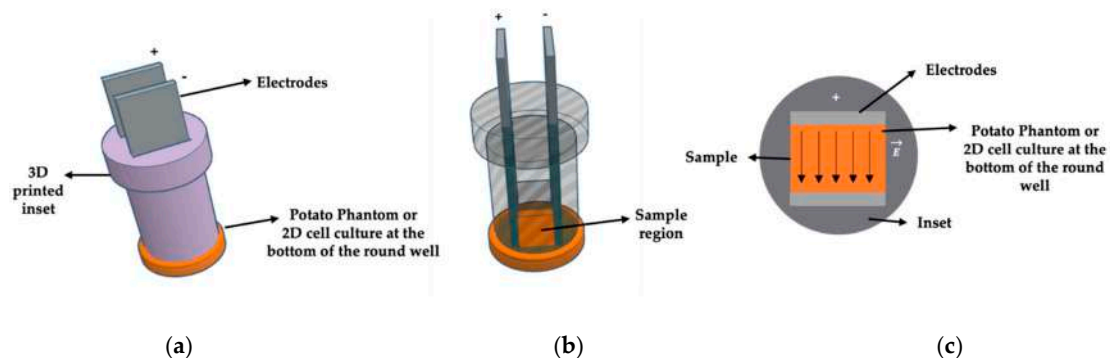 +
-
Electrodes
3D
printed
inset
Potato Phantom or
2D cell culture at the
bottom of the round well
(a)
+ -
Sample
region
(b)
Electrodes
+
Potato Phantom or
2D cell culture at the
bottom of the round
well
Sample
E
Inset
(c)